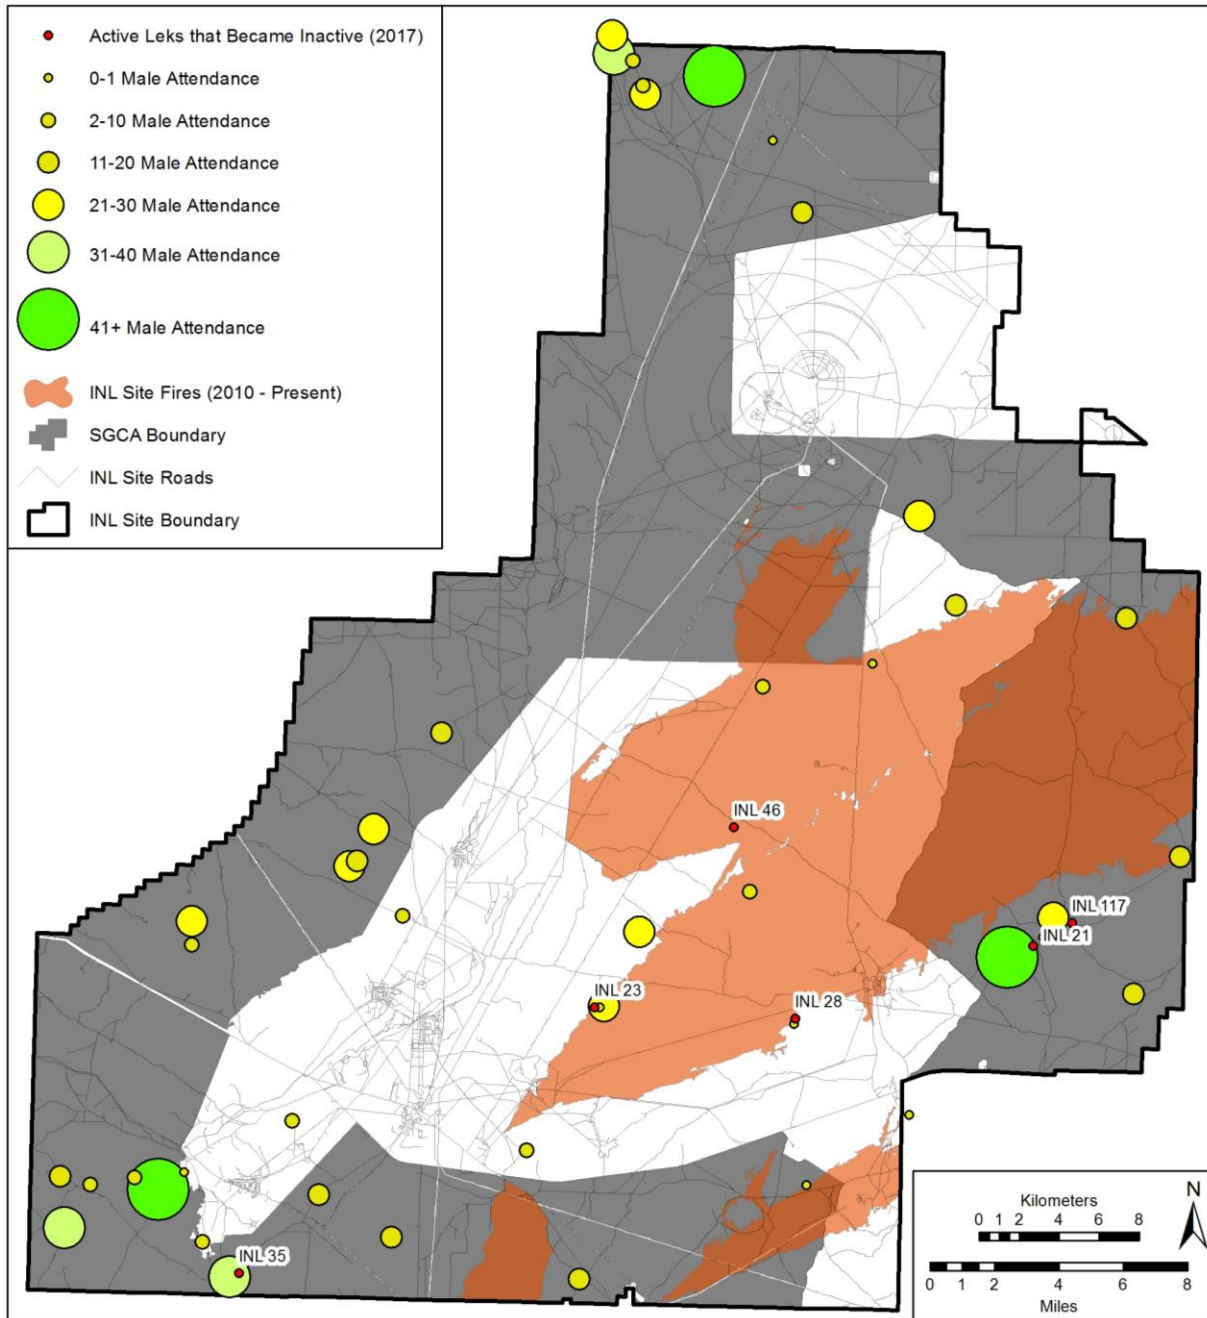 Active Leks that Became Inactive (2017)
0-1 Male Attendance
2-10 Male Attendance
11-20 Male Attendance
21-30 Male Attendance
31-40 Male Attendance
41+ Male Attendance
INL Site Fires (2010 - Present)
SGCA Boundary
INL Site Roads
INL Site Boundary
INL 46
INL 117
INL 21
INL 23
INL 28
INL 35
Kilometers
0 1 2 4 6 8
N
0 1 2 4 6 8
Miles